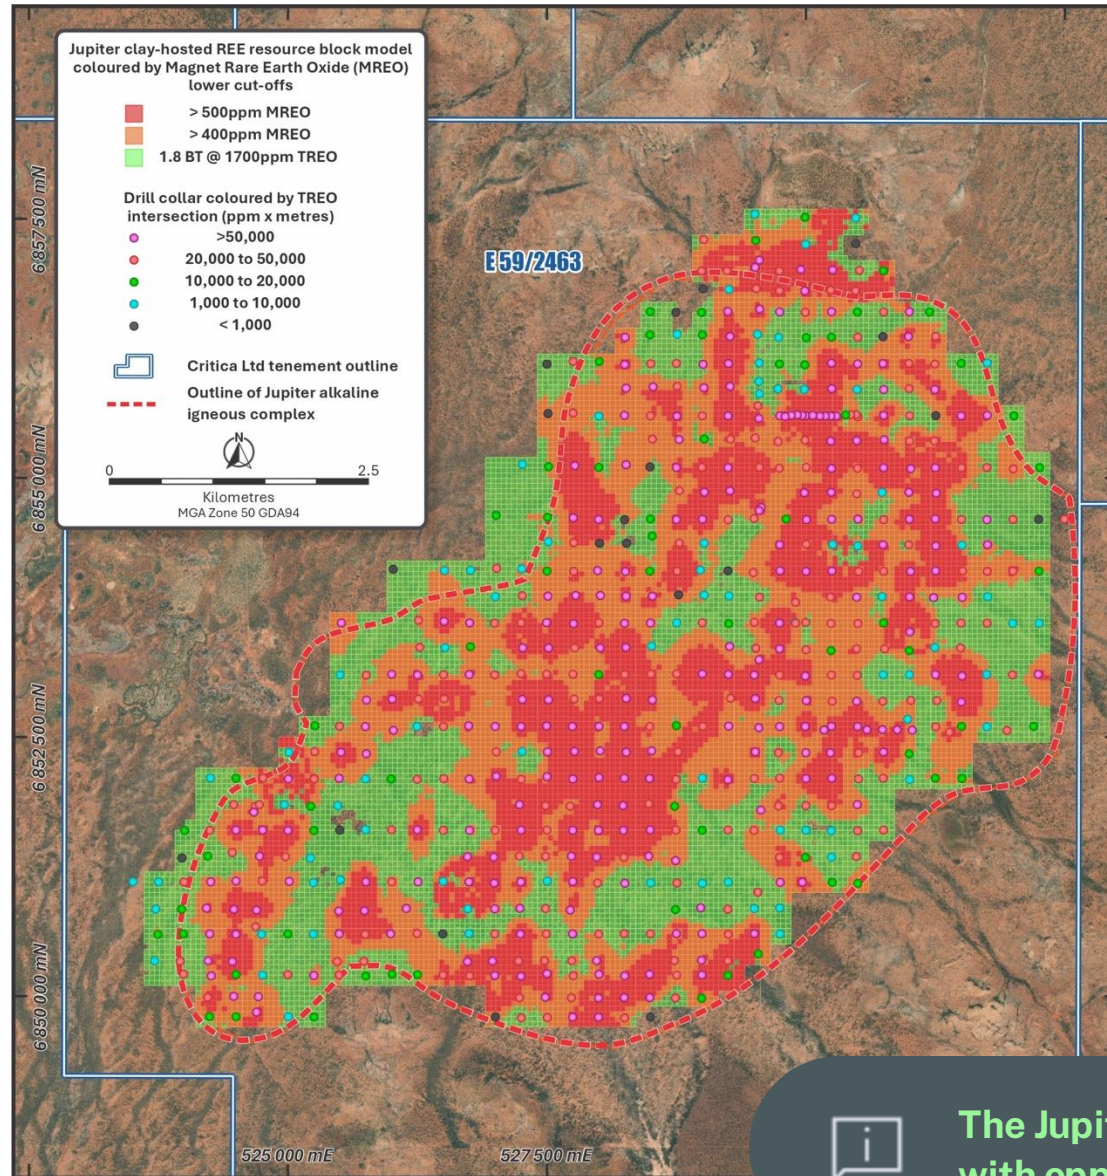 Jupiter clay-hosted REE resource block model
coloured by Magnet Rare Earth Oxide (MREO)
lower cut-offs
> 500ppm MREO
> 400ppm MREO
1.8 BT @ 1700ppm TREO
Drill collar coloured by TREO
intersection (ppm x metres)
>50,000
20,000 to 50,000
10,000 to 20,000
1,000 to 10,000
< 1,000
Critica Ltd tenement outline
Outline of Jupiter alkaline
igneous complex
N
0 2.5
Kilometres
MGA Zone 50 GDA94
E 59/2463
6 857 500 mN
6 855 000 mN
6 852 500 mN
6 850 000 mN
525 000 mE
527 500 mE
i
The Jupit